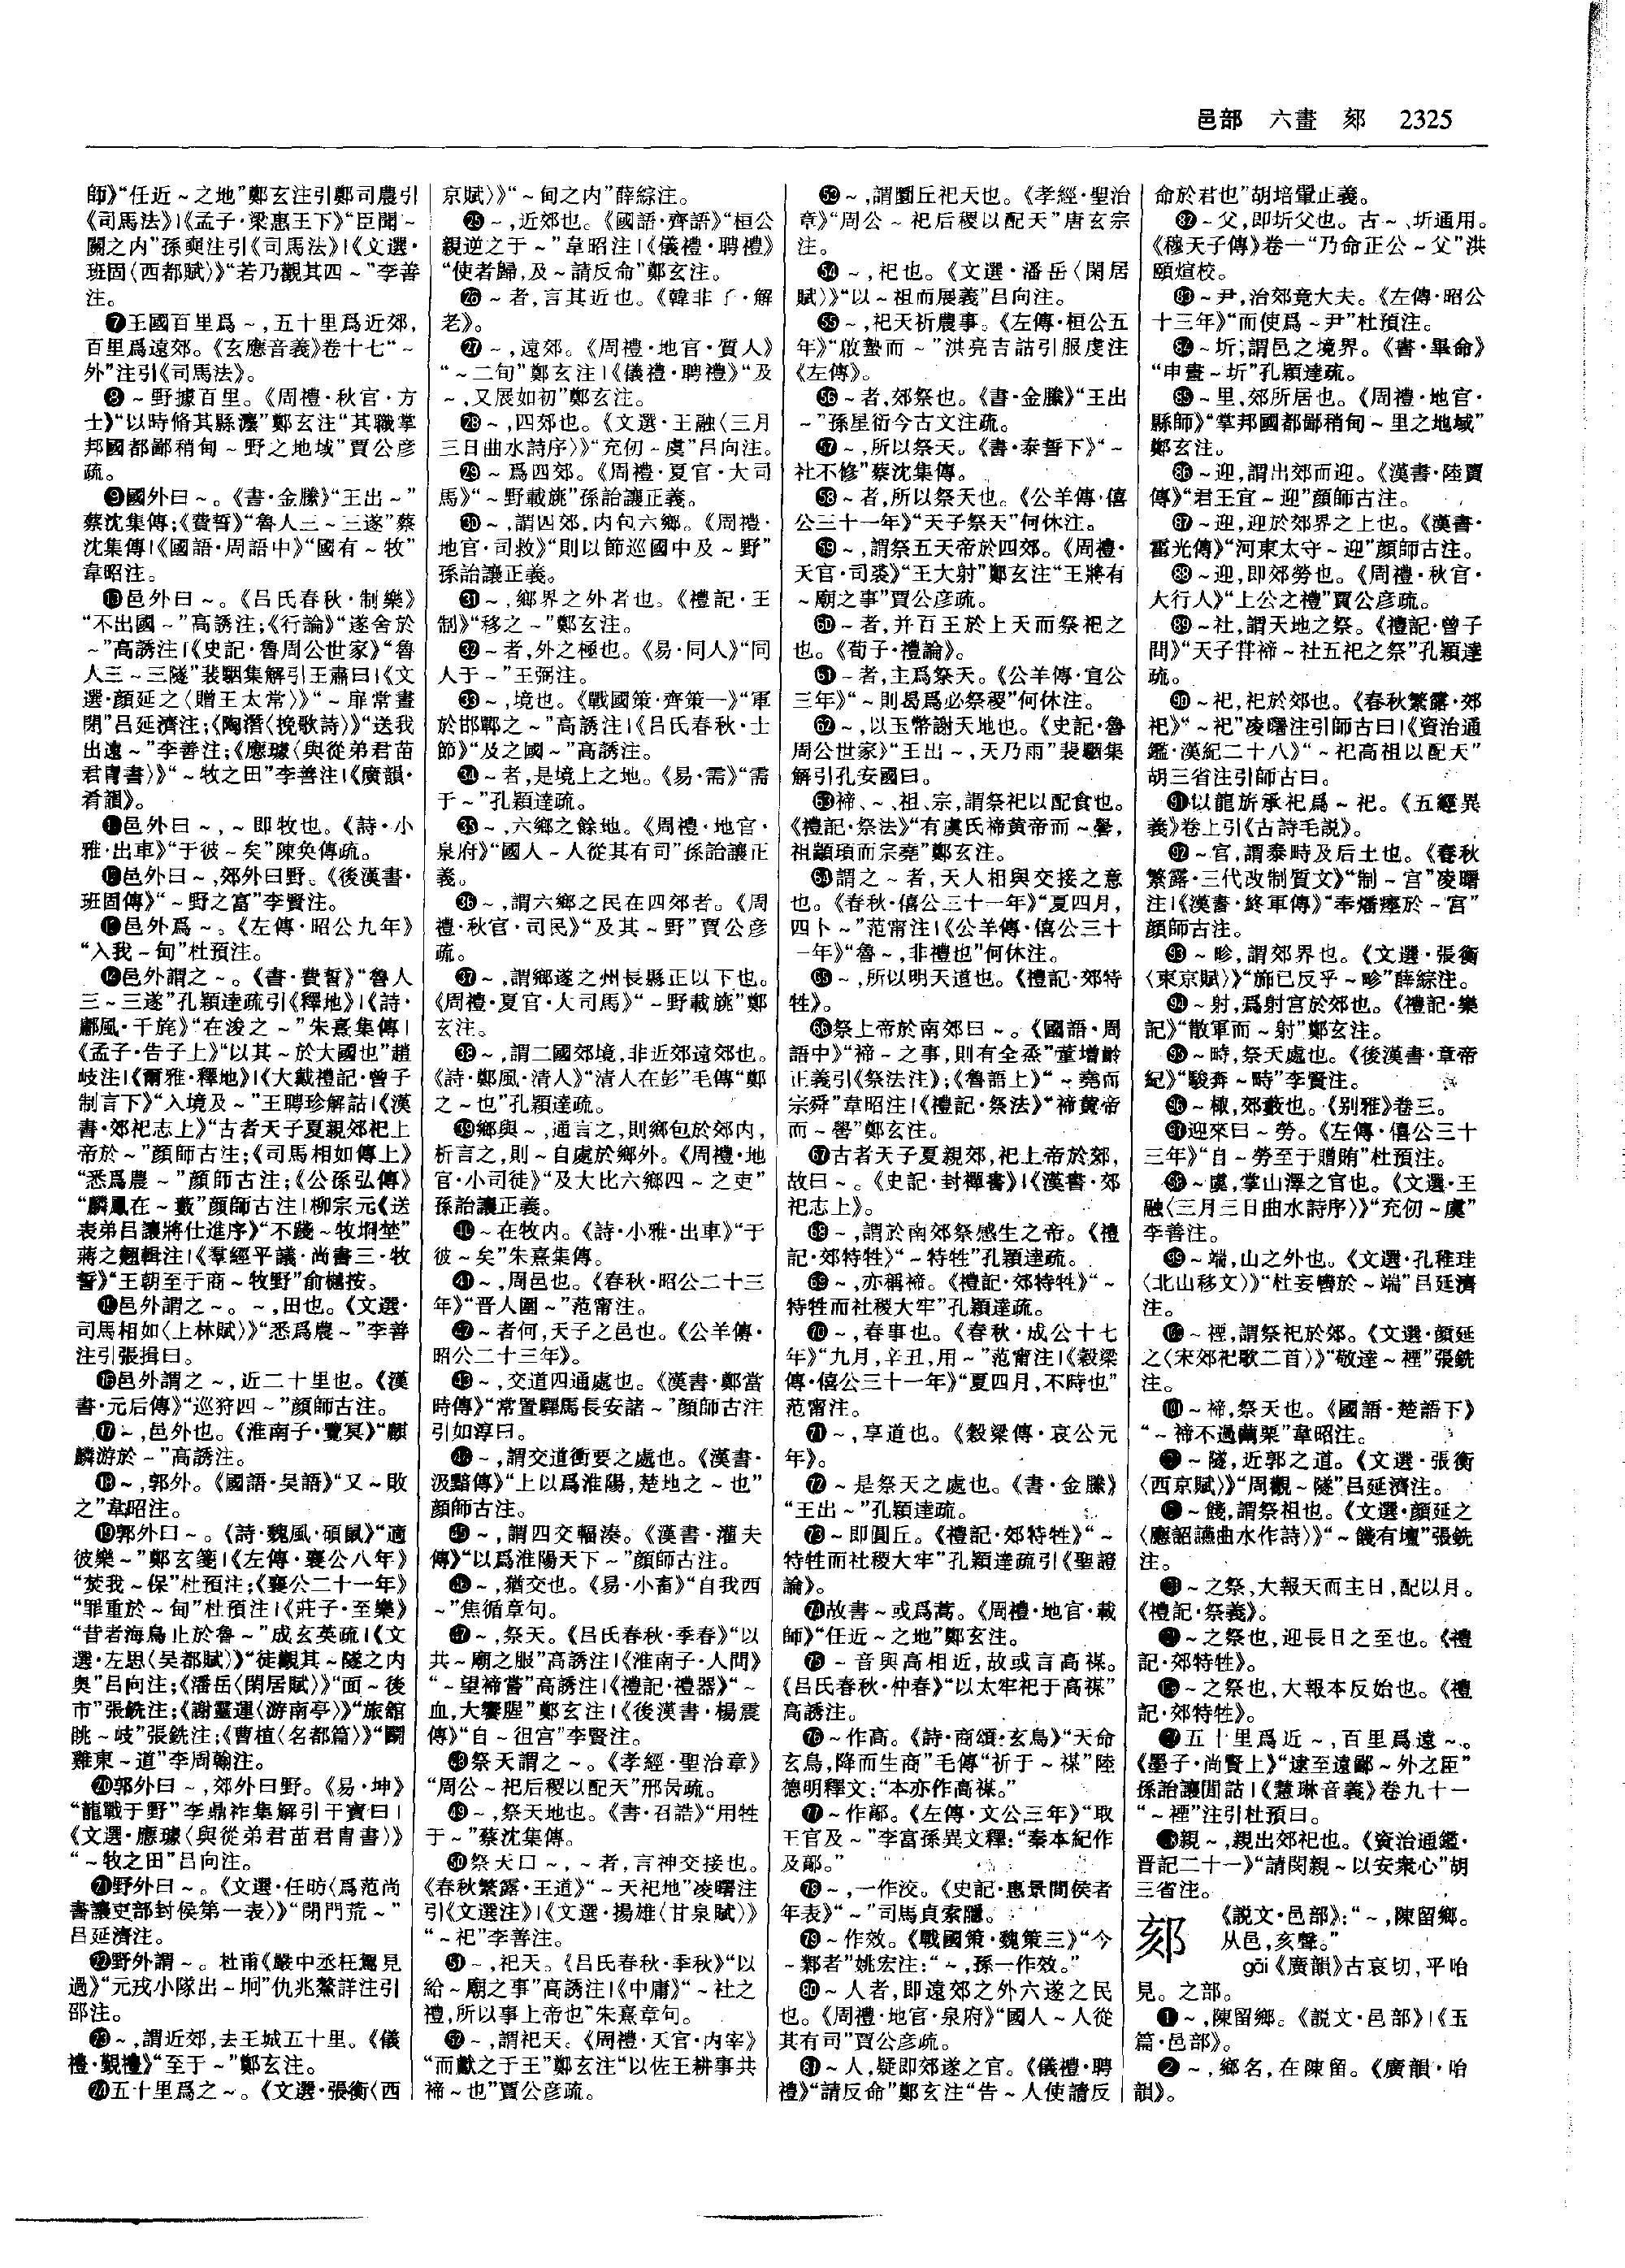 邑部　六畫　郂　2325
師》“任近～之地”鄭玄注引鄭司農引
《司馬法》|《孟子·梁惠王下》“臣聞～
關之内”孫奭注引《司馬法》|《文選·
班固〈西都賦〉》“若乃觀其四～”李善
注。
❼王國百里爲～,五十里爲近郊,
百里爲遠郊。《玄應音義》卷十七“～
外”注引《司馬法》。
❽～野據百里。《周禮·秋官·方
士》“以時脩其縣灋”鄭玄注“其職掌
邦國都鄙稍甸～野之地域”賈公彦
疏。
❾國外曰～。《書·金縢》“王出～”
蔡沈集傳;《費誓》“魯人三～三遂”蔡
沈集傳|《國語·周語中》“國有～牧”
韋昭注。
❿邑外曰～。《吕氏春秋·制樂》
“不出國～”高誘注;《行論》“遂舍於
～”高誘注|《史記·魯周公世家》“魯
人三～三隧”裴駰集解引王肅曰|《文
選·顔延之〈贈王太常〉》“～扉常晝
閉”吕延濟注;《陶潛〈挽歌詩〉》“送我
出遠～”李善注;《應璩〈與從弟君苗
君胄書〉》“～牧之田”李善注|《廣韻·
肴韻》。
⓫邑外曰～,～即牧也。《詩·小
雅·出車》“于彼～矣”陳奂傳疏。
⓬邑外曰～,郊外曰野。《後漢書·
班固傳》“～野之富”李賢注。
⓭邑外爲～。《左傳·昭公九年》
“入我～甸”杜預注。
⓮邑外謂之～。《書·費誓》“魯人
三～三遂”孔穎達疏引《釋地》|《詩·
鄘風·干旄》“在浚之～”朱熹集傳|
《孟子·告子上》“以其～於大國也”趙
岐注|《爾雅·釋地》|《大戴禮記·曾子
制言下》“入境及～”王聘珍解詁|《漢
書·郊祀志上》“古者天子夏親郊祀上
帝於～”顔師古注;《司馬相如傳上》
“悉爲農～”顔師古注;《公孫弘傳》
“麟鳳在～藪”顔師古注|柳宗元《送
表弟吕讓將仕進序》“不踐～牧坰埜”
蔣之翹輯注|《羣經平議·尚書三·牧
誓》“王朝至于商～牧野”俞樾按。
⓯邑外謂之～。～,田也。《文選·
司馬相如〈上林賦〉》“悉爲農～”李善
注引張揖曰。
⓰邑外謂之～,近二十里也。《漢
書·元后傳》“巡狩四～”顔師古注。
⓱～,邑外也。《淮南子·覽冥》“麒
麟游於～”高誘注。
⓲～,郭外。《國語·吴語》“又～敗
之”韋昭注。
⓳郭外曰～。《詩·魏風·碩鼠》“適
彼樂～”鄭玄箋|《左傳·襄公八年》
“焚我～保”杜預注;《襄公二十一年》
“罪重於～甸”杜預注|《莊子·至樂》
“昔者海鳥止於魯～”成玄英疏|《文
選·左思〈吴都賦〉》“徒觀其～隧之内
奥”吕向注;《潘岳〈閑居賦〉》“面～後
市”張銑注;《謝靈運〈游南亭〉》“旅館
眺～岐”張銑注;《曹植〈名都篇〉》“鬭
雞東～道”李周翰注。
⓴郭外曰～,郊外曰野。《易·坤》
“龍戰于野”李鼎祚集解引干寶曰|
《文選·應璩〈與從弟君苗君胄書〉》
“～牧之田”吕向注。
㉑野外曰～。《文選·任昉〈爲范尚
書讓吏部封侯第一表〉》“閉門荒～”
吕延濟注。
㉒野外謂～。杜甫《嚴中丞枉駕見
過》“元戎小隊出～坰”仇兆鰲詳注引
邵注。
㉓～,謂近郊,去王城五十里。《儀
禮·覲禮》“至于～”鄭玄注。
㉔五十里爲之～。《文選·張衡〈西
京賦〉》“～甸之内”薛綜注。
㉕～,近郊也。《國語·齊語》“桓公
親逆之于～”韋昭注|《儀禮·聘禮》
“使者歸,及～請反命”鄭玄注。
㉖～者,言其近也。《韓非子·解
老》。
㉗～,遠郊。《周禮·地官·質人》
“～二旬”鄭玄注|《儀禮·聘禮》“及
～,又展如初”鄭玄注。
㉘～,四郊也。《文選·王融〈三月
三日曲水詩序〉》“充仞～虞”吕向注。
㉙～爲四郊。《周禮·夏官·大司
馬》“～野載旐”孫詒讓正義。
㉚～,謂四郊,内包六鄉。《周禮·
地官·司救》“則以節巡國中及～野”
孫詒讓正義。
㉛～,鄉界之外者也。《禮記·王
制》“移之～”鄭玄注。
㉜～者,外之極也。《易·同人》“同
人于～”王弼注。
㉝～,境也。《戰國策·齊策一》“軍
於邯鄲之～”高誘注|《吕氏春秋·士
節》“及之國～”高誘注。
㉞～者,是境上之地。《易·需》“需
于～”孔穎達疏。
㉟～,六鄉之餘地。《周禮·地官·
泉府》“國人～人從其有司”孫詒讓正
義。
㊱～,謂六鄉之民在四郊者。《周
禮·秋官·司民》“及其～野”賈公彦
疏。
㊲～,謂鄉遂之州長縣正以下也。
《周禮·夏官·大司馬》“～野載旐”鄭
玄注。
㊳～,謂二國郊境,非近郊遠郊也。
《詩·鄭風·清人》“清人在彭”毛傳“鄭
之～也”孔穎達疏。
㊴鄉與～,通言之,則鄉包於郊内,
析言之,則～自處於鄉外。《周禮·地
官·小司徒》“及大比六鄉四～之吏”
孫詒讓正義。
㊵～在牧内。《詩·小雅·出車》“于
彼～矣”朱熹集傳。
㊶～,周邑也。《春秋·昭公二十三
年》“晋人圍～”范甯注。
㊷～者何,天子之邑也。《公羊傳·
昭公二十三年》。
㊸～,交道四通處也。《漢書·鄭當
時傳》“常置驛馬長安諸～”顔師古注
引如淳曰。
㊹～,謂交道衝要之處也。《漢書·
汲黯傳》“上以爲淮陽,楚地之～也”
顔師古注。
㊺～,謂四交輻湊。《漢書·灌夫
傳》“以爲淮陽天下～”顔師古注。
㊻～,猶交也。《易·小畜》“自我西
～”焦循章句。
㊼～,祭天。《吕氏春秋·季春》“以
共～廟之服”高誘注|《淮南子·人間》
“～望禘嘗”高誘注|《禮記·禮器》“～
血,大饗腥”鄭玄注|《後漢書·楊震
傳》“自～徂宫”李賢注。
㊽祭天謂之～。《孝經·聖治章》
“周公～祀后稷以配天”邢昺疏。
㊾～,祭天地也。《書·召誥》“用牲
于～”蔡沈集傳。
㊿祭天曰～,～者,言神交接也。
《春秋繁露·王道》“～天祀地”凌曙注
引《文選注》|《文選·揚雄〈甘泉賦〉》
“～祀”李善注。
51～,祀天。《吕氏春秋·季秋》“以
給～廟之事”高誘注|《中庸》“～社之
禮,所以事上帝也”朱熹章句。
52～,謂祀天。《周禮·天官·内宰》
“而獻之于王”鄭玄注“以佐王耕事共
禘～也”賈公彦疏。
53～,謂圜丘祀天也。《孝經·聖治
章》“周公～祀后稷以配天”唐玄宗
注。
54～,祀也。《文選·潘岳〈閑居
賦〉》“以～祖而展義”吕向注。
55～,祀天祈農事。《左傳·桓公五
年》“啟蟄而～”洪亮吉詁引服虔注
《左傳》。
56～者,郊祭也。《書·金縢》“王出
～”孫星衍今古文注疏。
57～,所以祭天。《書·泰誓下》“～
社不修”蔡沈集傳。
58～者,所以祭天也。《公羊傳·僖
公三十一年》“天子祭天”何休注。
59～,謂祭五天帝於四郊。《周禮·
天官·司裘》“王大射”鄭玄注“王將有
～廟之事”賈公彦疏。
60～者,并百王於上天而祭祀之
也。《荀子·禮論》。
61～者,主爲祭天。《公羊傳·宣公
三年》“～則曷爲必祭稷”何休注。
62～,以玉幣謝天地也。《史記·魯
周公世家》“王出～,天乃雨”裴駰集
解引孔安國曰。
63禘、～、祖、宗,謂祭祀以配食也。
《禮記·祭法》“有虞氏禘黄帝而～嚳,
祖顓頊而宗堯”鄭玄注。
64謂之～者,天人相與交接之意
也。《春秋·僖公三十一年》“夏四月,
四卜～”范甯注|《公羊傳·僖公三十
一年》“魯～,非禮也”何休注。
65～,所以明天道也。《禮記·郊特
牲》。
66祭上帝於南郊曰～。《國語·周
語中》“禘～之事,則有全烝”董增齡
正義引《祭法注》;《魯語上》“～堯而
宗舜”韋昭注|《禮記·祭法》“禘黄帝
而～嚳”鄭玄注。
67古者天子夏親郊,祀上帝於郊,
故曰～。《史記·封禪書》|《漢書·郊
祀志上》。
68～,謂於南郊祭感生之帝。《禮
記·郊特牲》“～特牲”孔穎達疏。
69～,亦稱禘。《禮記·郊特牲》“～
特牲而社稷大牢”孔穎達疏。
70～,春事也。《春秋·成公十七
年》“九月,辛丑,用～”范甯注|《穀梁
傳·僖公三十一年》“夏四月,不時也”
范甯注。
71～,享道也。《穀梁傳·哀公元
年》。
72～是祭天之處也。《書·金縢》
“王出～”孔穎達疏。
73～即圓丘。《禮記·郊特牲》“～
特牲而社稷大牢”孔穎達疏引《聖證
論》。
74故書～或爲蒿。《周禮·地官·載
師》“任近～之地”鄭玄注。
75～音與高相近,故或言高禖。
《吕氏春秋·仲春》“以太牢祀于高禖”
高誘注。
76～作高。《詩·商頌·玄鳥》“天命
玄鳥,降而生商”毛傳“祈于～禖”陸
德明釋文:“本亦作高禖。”
77～作鄗。《左傳·文公三年》“取
王官及～”李富孫異文釋:“秦本紀作
及鄗。”
78～,一作洨。《史記·惠景間侯者
年表》“～”司馬貞索隱。
79～作效。《戰國策·魏策三》“今
～鄰者”姚宏注:“～,孫一作效。”
80～人者,即遠郊之外六遂之民
也。《周禮·地官·泉府》“國人～人從
其有司”賈公彦疏。
81～人,疑即郊遂之官。《儀禮·聘
禮》“請反命”鄭玄注“告～人使請反
命於君也”胡培翬正義。
82～父,即圻父也。古～、圻通用。
《穆天子傳》卷一“乃命正公～父”洪
頤煊校。
83～尹,治郊竟大夫。《左傳·昭公
十三年》“而使爲～尹”杜預注。
84～圻;謂邑之境界。《書·畢命》
“申畫～圻”孔穎達疏。
85～里,郊所居也。《周禮·地官·
縣師》“掌邦國都鄙稍甸～里之地域”
鄭玄注。
86～迎,謂出郊而迎。《漢書·陸賈
傳》“君王宜～迎”顔師古注。
87～迎,迎於郊界之上也。《漢書·
霍光傳》“河東太守～迎”顔師古注。
88～迎,即郊勞也。《周禮·秋官·
大行人》“上公之禮”賈公彦疏。
89～社,謂天地之祭。《禮記·曾子
問》“天子嘗禘～社五祀之祭”孔穎達
疏。
90～祀,祀於郊也。《春秋繁露·郊
祀》“～祀”凌曙注引師古曰|《資治通
鑑·漢紀二十八》“～祀高祖以配天”
胡三省注引師古曰。
91以龍旂承祀爲～祀。《五經異
義》卷上引《古詩毛説》。
92～宫,謂泰畤及后土也。《春秋
繁露·三代改制質文》“制～宫”凌曙
注|《漢書·終軍傳》“奉燔瘞於～宫”
顔師古注。
93～畛,謂郊界也。《文選·張衡
〈東京賦〉》“旆已反乎～畛”薛綜注。
94～射,爲射宫於郊也。《禮記·樂
記》“散軍而～射”鄭玄注。
95～畤,祭天處也。《後漢書·章帝
紀》“駿奔～畤”李賢注。
96～棷,郊藪也。《别雅》卷三。
97迎來曰～勞。《左傳·僖公三十
三年》“自～勞至于贈賄”杜預注。
98～虞,掌山澤之官也。《文選·王
融〈三月三日曲水詩序〉》“充仞～虞”
李善注。
99～端,山之外也。《文選·孔稚珪
〈北山移文〉》“杜妄轡於～端”吕延濟
注。
～禋,謂祭祀於郊。《文選·顔延
之〈宋郊祀歌二首〉》“敬達～禋”張銑
注。
～禘,祭天也。《國語·楚語下》
“～禘不過繭栗”韋昭注。
～隧,近郭之道。《文選·張衡
〈西京賦〉》“周觀～隧”吕延濟注。
～餞,謂祭祖也。《文選·顔延之
〈應詔讌曲水作詩〉》“～餞有壇”張銑
注。
～之祭,大報天而主日,配以月。
《禮記·祭義》。
～之祭也,迎長日之至也。《禮
記·郊特牲》。
～之祭也,大報本反始也。《禮
記·郊特牲》。
五十里爲近～,百里爲遠～。
《墨子·尚賢上》“逮至遠鄙～外之臣”
孫詒讓閒詁|《慧琳音義》卷九十一
“～禋”注引杜預曰。
親～,親出郊祀也。《資治通鑑·
晋記二十一》“請閔親～以安衆心”胡
三省注。
郂
《説文·邑部》:“～,陳留鄉。
从邑,亥聲。”
gāi《廣韻》古哀切,平咍
見。之部。
❶～,陳留鄉。《説文·邑部》|《玉
篇·邑部》。
❷～,鄉名,在陳留。《廣韻·咍
韻》。